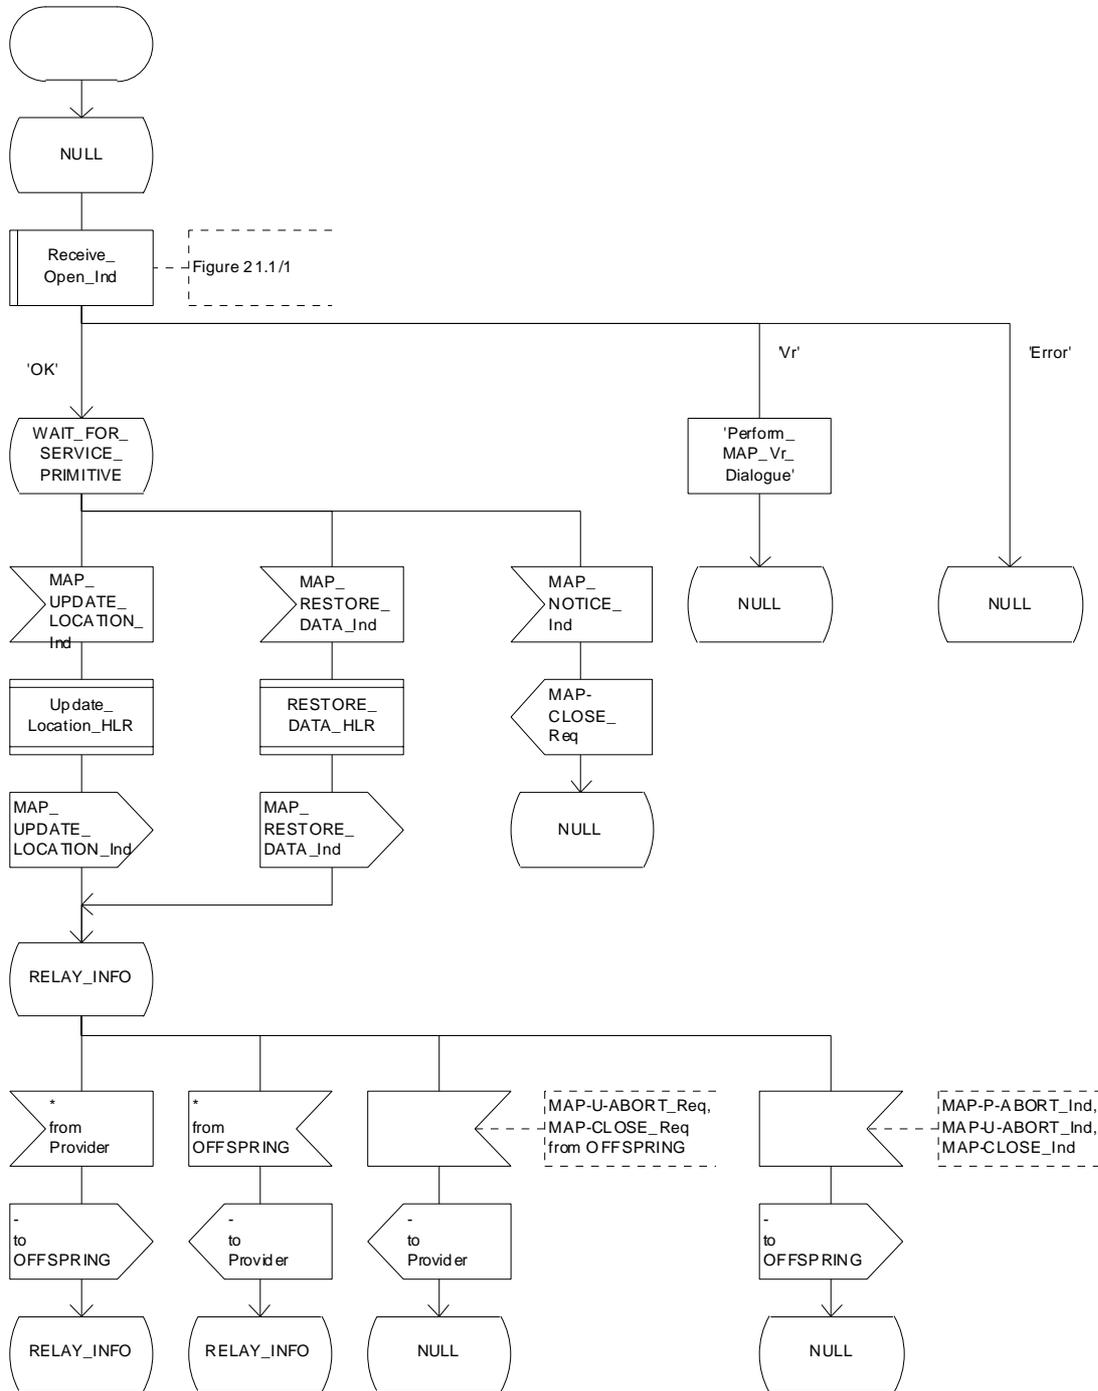 NULL
Receive_
Open_Ind
Figure 21.1/1
'OK'
'Vr'
'Error'
WAIT_FOR_
SERVICE_
PRIMITIVE
'Perform_
MAP_Vr_
Dialogue'
MAP_
UPDATE_
LOCATION_
Ind
MAP_
RESTORE_
DATA_Ind
MAP_
NOTICE_
Ind
NULL
NULL
Update_
Location_HLR
RESTORE_
DATA_HLR
MAP-
CLOSE_
Req
MAP_
UPDATE_
LOCATION_Ind
MAP_
RESTORE_
DATA_Ind
NULL
RELAY_INFO
*
from
Provider
*
from
OFFSPRING
MAP-U-ABORT_Req,
MAP-CLOSE_Req
from OFFSPRING
MAP-P-ABORT_Ind,
MAP-U-ABORT_Ind,
MAP-CLOSE_Ind
-
to
OFFSPRING
-
to
Provider
-
to
Provider
-
to
OFFSPRING
RELAY_INFO
RELAY_INFO
NULL
NULL